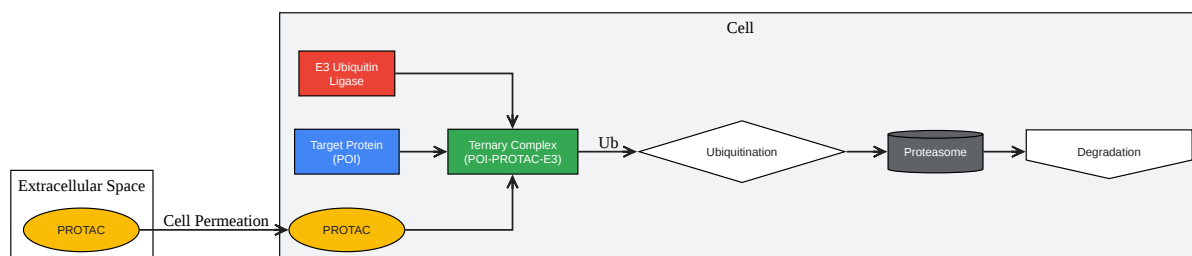 Cell
E3 Ubiquitin
Ligase
Target Protein
(POI)
Ternary Complex
(POI-PROTAC-E3)
Ub
Ubiquitination
Proteasome
Degradation
Extracellular Space
PROTAC
Cell Permeation
PROTAC